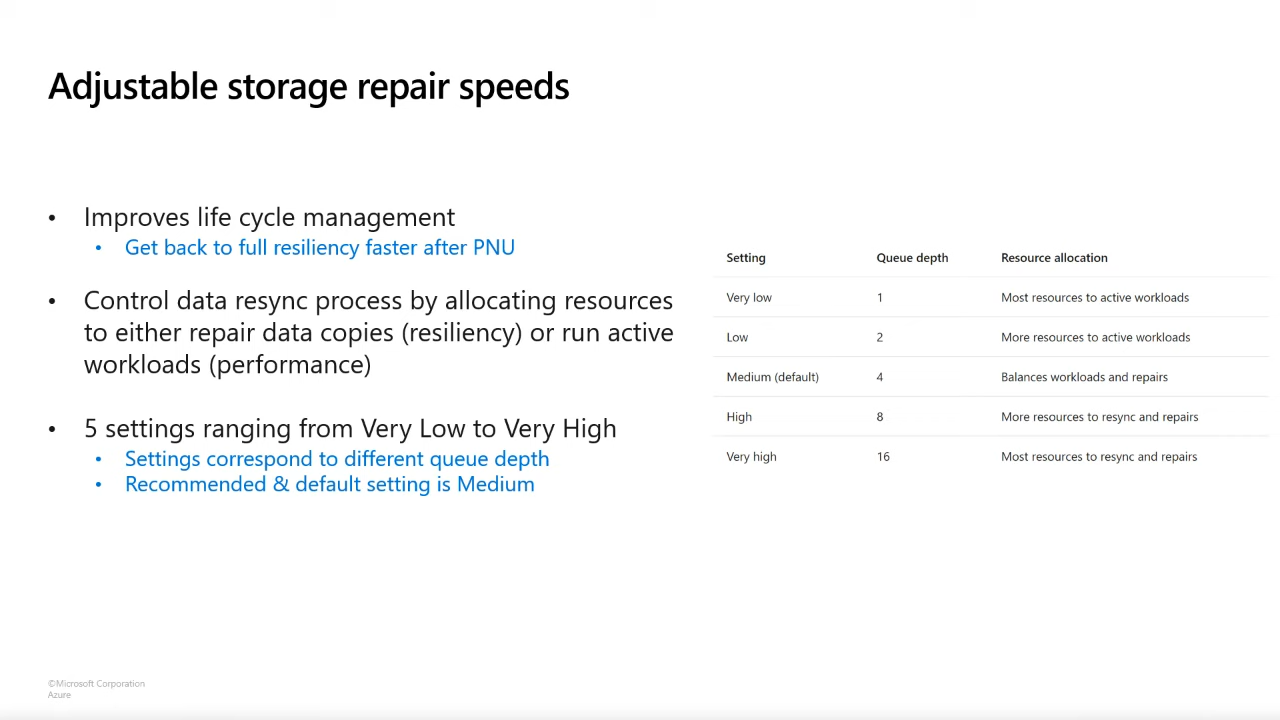 Adjustable storage repair speeds
• Improves life cycle management
• Get back to full resiliency faster after PNU
• Control data resync process by allocating resources
to either repair data copies (resiliency) or run active
workloads (performance)
• 5 settings ranging from Very Low to Very High
• Settings correspond to different queue depth
• Recommended & default setting is Medium
Setting Queue depth Resource allocation
Very low 1 Most resources to active workloads
Low 2 More resources to active workloads
Medium (default) 4 Balances workloads and repairs
High 8 More resources to resync and repairs
Very high 16 Most resources to resync and repairs
©Microsoft Corporation
Azure